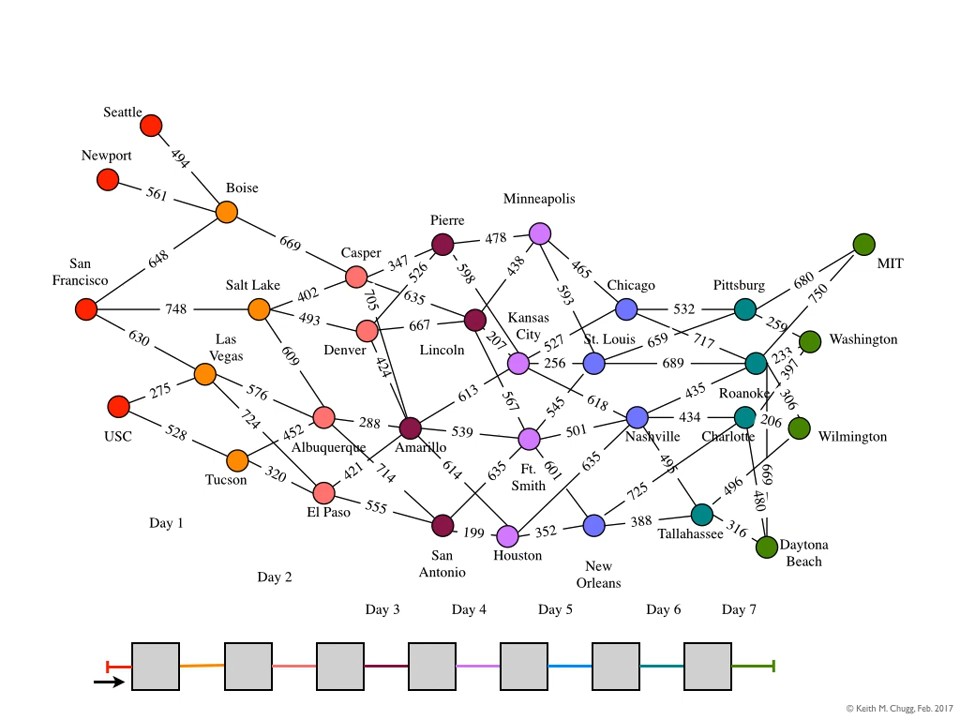 Seattle
494
Newport
561
Boise
648
669
San
Francisco
748
Salt Lake
402
493
609
630
Las
Vegas
275
USC
528
576
724
Tucson
452
320
Albuquerque
288
421
714
El Paso
555
Casper
347
635
705
526
Denver
667
424
Pierre
478
598
Minneapolis
438
465
593
Lincoln
207
567
Kansas
City
527
256
618
613
Amarillo
539
614
635
San
Antonio
199
Houston
352
635
Ft.
Smith
545
501
601
Chicago
532
717
St. Louis
659
689
Nashville
435
434
495
New
Orleans
725
388
Pittsburg
680
259
MIT
750
Washington
233
397
306
Roanoke
Charlotte
206
669
480
Wilmington
496
Tallahassee
316
Daytona
Beach
Day 1
Day 2
Day 3
Day 4
Day 5
Day 6
Day 7
© Keith M. Chugg, Feb. 2017